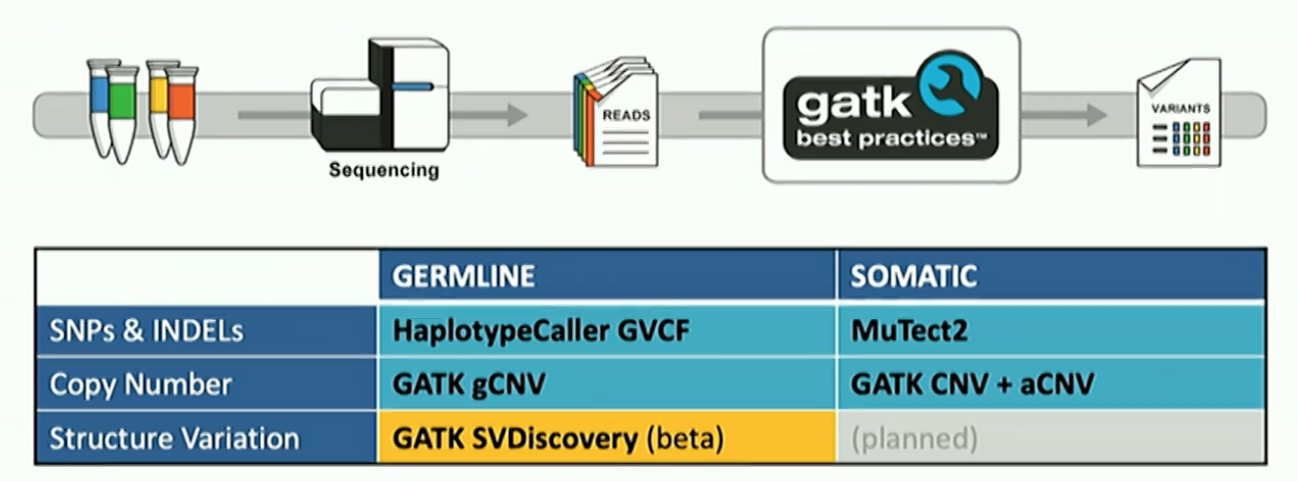 READS
gatk
best practices™
VARIANTS
Sequencing
GERMLINE SOMATIC
SNPs & INDELs HaplotypeCaller GVCF MuTect2
Copy Number GATK gCNV GATK CNV + aCNV
Structure Variation GATK SVDiscovery (beta) (planned)